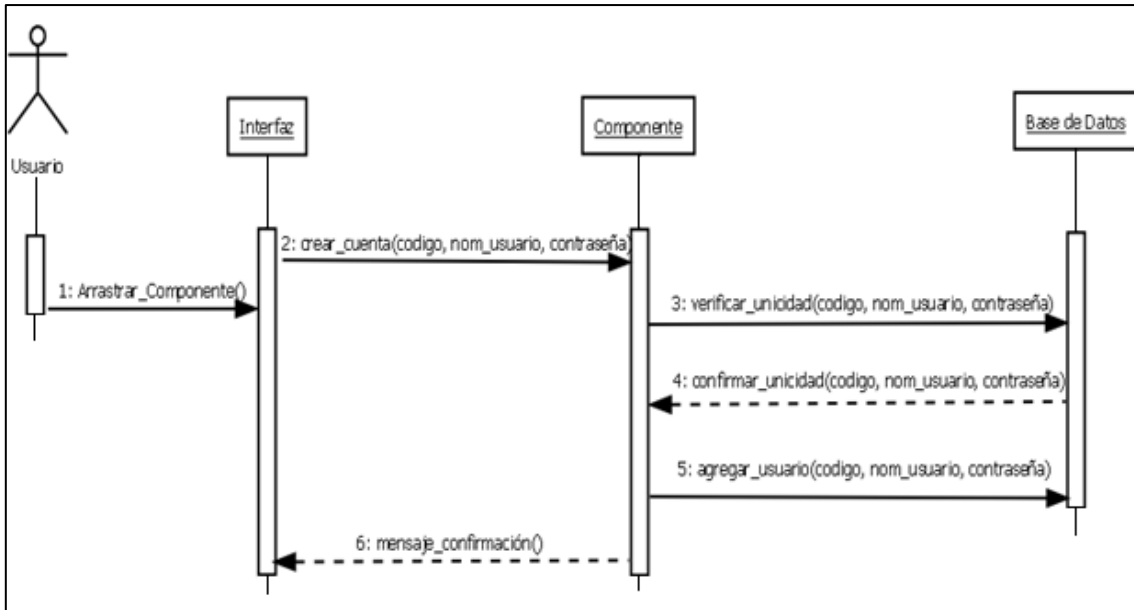 Usuario
Interfaz
Componente
Base de Datos
2: crear_cuenta(codigo, nom_usuario, contraseña)
1: Arrastrar_Componente()
3: verificar_unicidad(codigo, nom_usuario, contraseña)
4: confirmar_unicidad(codigo, nom_usuario, contraseña)
5: agregar_usuario(codigo, nom_usuario, contraseña)
6: mensaje_confirmación()